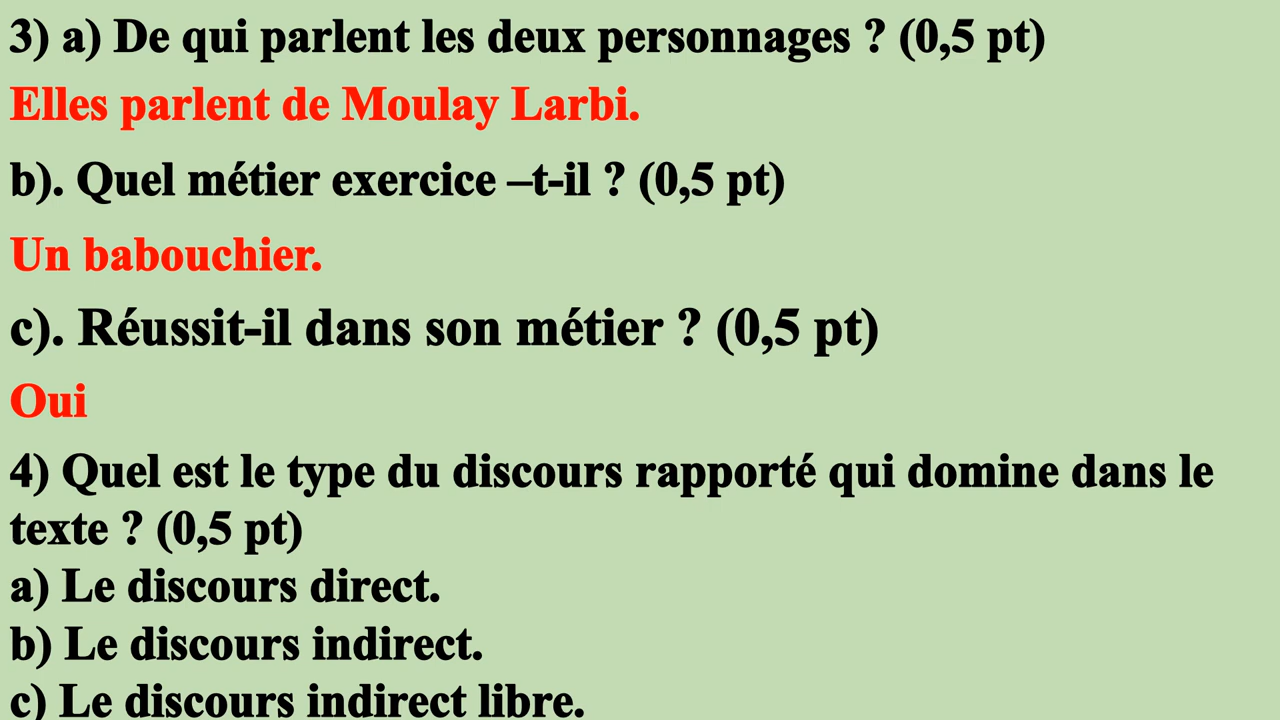 3) a) De qui parlent les deux personnages ? (0,5 pt)
Elles parlent de Moulay Larbi.
b). Quel métier exercice –t-il ? (0,5 pt)
Un babouchier.
c). Réussit-il dans son métier ? (0,5 pt)
Oui
4) Quel est le type du discours rapporté qui domine dans le
texte ? (0,5 pt)
a) Le discours direct.
b) Le discours indirect.
c) Le discours indirect libre.